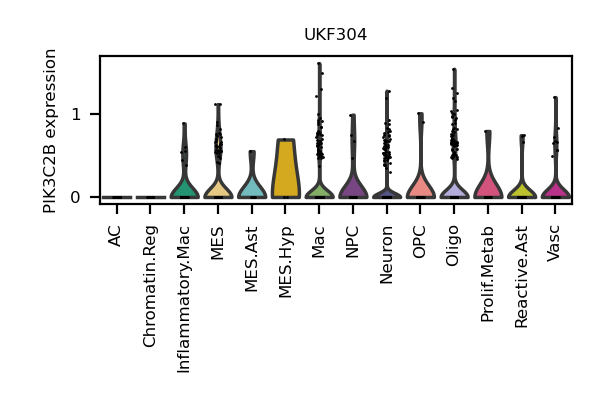 UKF304
PIK3C2B expression
1
0
AC
Chromatin.Reg
Inflammatory.Mac
MES
MES.Ast
MES.Hyp
Mac
NPC
Neuron
OPC
Oligo
Prolif.Metab
Reactive.Ast
Vasc